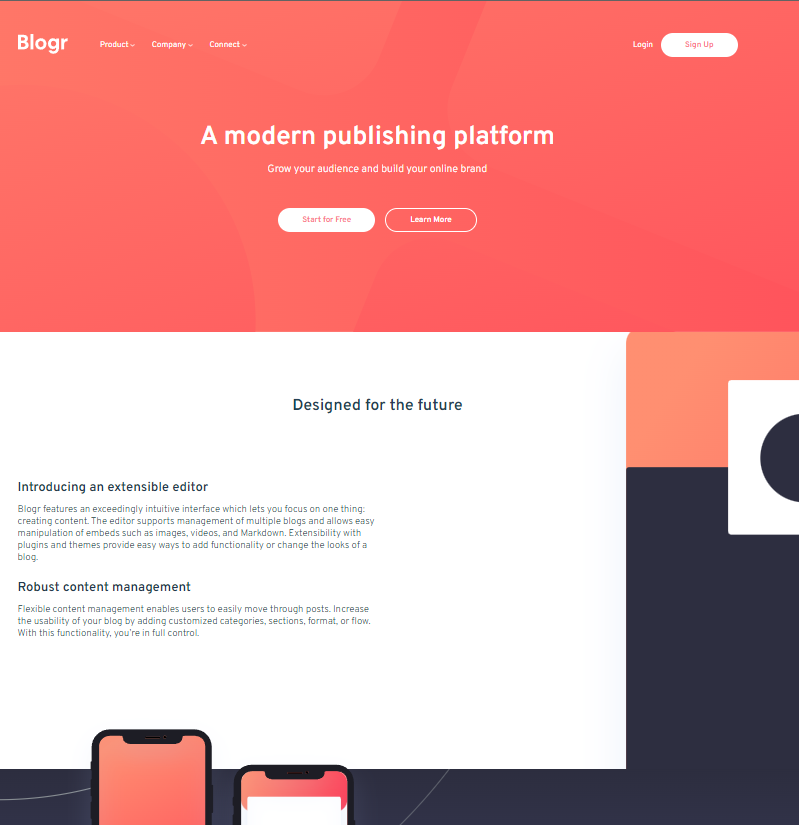 Blogr
Product
Company
Connect
Login
Sign Up
A modern publishing platform
Grow your audience and build your online brand
Start for Free
Learn More
Designed for the future
Introducing an extensible editor
Blogr features an exceedingly intuitive interface which lets you focus on one thing:
creating content. The editor supports management of multiple blogs and allows easy
manipulation of embeds such as images, videos, and Markdown. Extensibility with
plugins and themes provide easy ways to add functionality or change the looks of a
blog.
Robust content management
Flexible content management enables users to easily move through posts. Increase
the usability of your blog by adding customized categories, sections, format, or flow.
With this functionality, you're in full control.